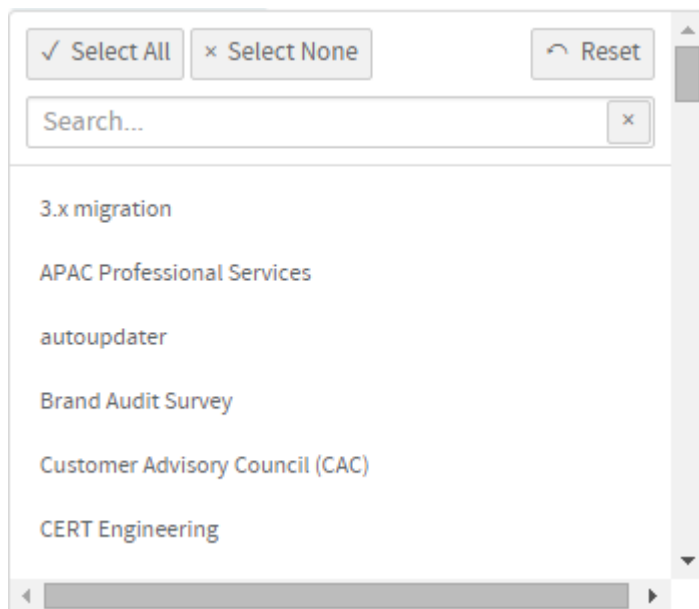 ✓ Select All × Select None Reset
Search... ×
3.x migration
APAC Professional Services
autoupdater
Brand Audit Survey
Customer Advisory Council (CAC)
CERT Engineering